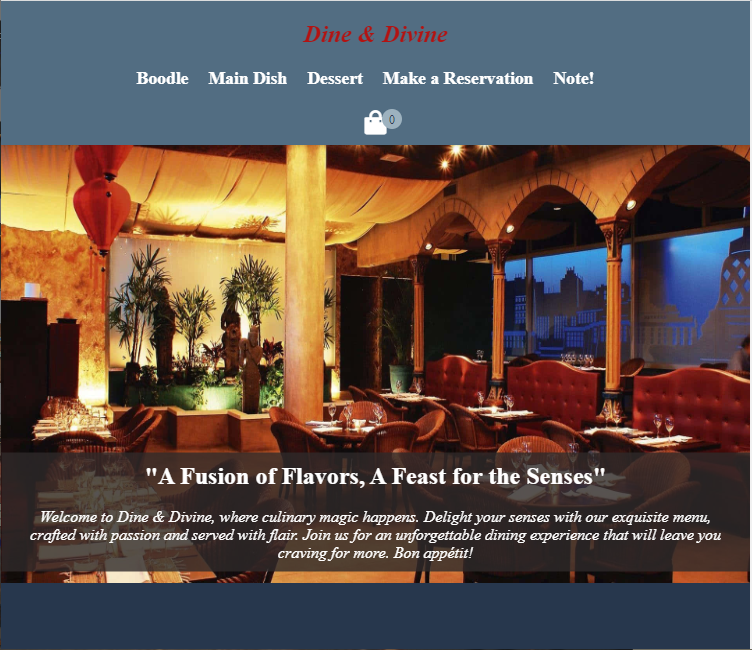 Dine & Divine
Boodle Main Dish Dessert Make a Reservation Note!
0
"A Fusion of Flavors, A Feast for the Senses"
Welcome to Dine & Divine, where culinary magic happens. Delight your senses with our exquisite menu,
crafted with passion and served with flair. Join us for an unforgettable dining experience that will leave you
craving for more. Bon appétit!